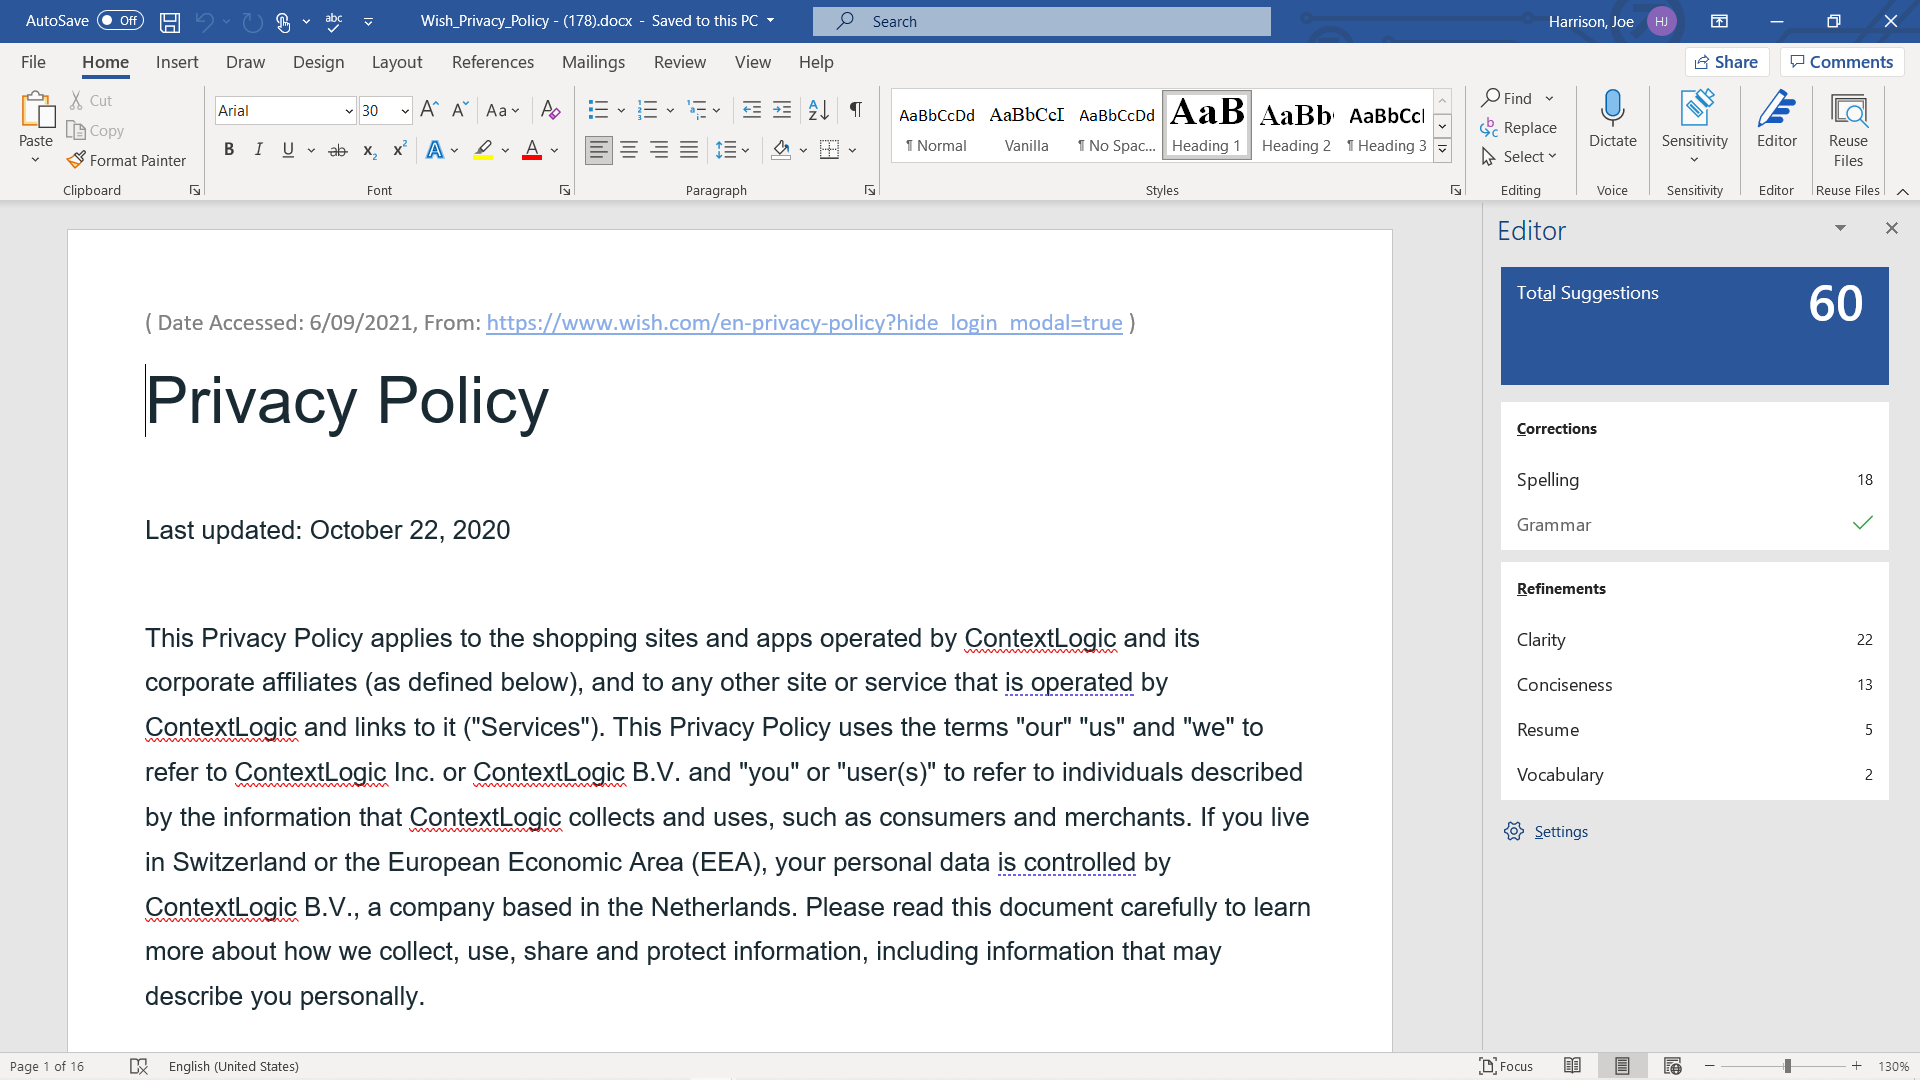 AutoSave Off abc Wish_Privacy_Policy - (178).docx - Saved to this PC Search Harrison, Joe HJ
File Home Insert Draw Design Layout References Mailings Review View Help Share Comments
Paste Cut Copy Format Painter Clipboard
Arial 30 Aa
B I U ab x2 x2 A A
Font
Paragraph
AaBbCcDd AaBbCcI AaBbCcDd AaB AaBb AaBbCcI
¶ Normal Vanilla ¶ No Spac... Heading 1 Heading 2 ¶ Heading 3
Styles
Find
Replace
Select
Editing
Dictate
Voice
Sensitivity
Sensitivity
Editor
Editor
Reuse
Files
Reuse Files
( Date Accessed: 6/09/2021, From: https://www.wish.com/en-privacy-policy?hide_login_modal=true )
Privacy Policy
Last updated: October 22, 2020
This Privacy Policy applies to the shopping sites and apps operated by ContextLogic and its
corporate affiliates (as defined below), and to any other site or service that is operated by
ContextLogic and links to it ("Services"). This Privacy Policy uses the terms "our" "us" and "we" to
refer to ContextLogic Inc. or ContextLogic B.V. and "you" or "user(s)" to refer to individuals described
by the information that ContextLogic collects and uses, such as consumers and merchants. If you live
in Switzerland or the European Economic Area (EEA), your personal data is controlled by
ContextLogic B.V., a company based in the Netherlands. Please read this document carefully to learn
more about how we collect, use, share and protect information, including information that may
describe you personally.
Editor
Total Suggestions 60
Corrections
Spelling 18
Grammar
Refinements
Clarity 22
Conciseness 13
Resume 5
Vocabulary 2
Settings
Page 1 of 16 English (United States) Focus 130%